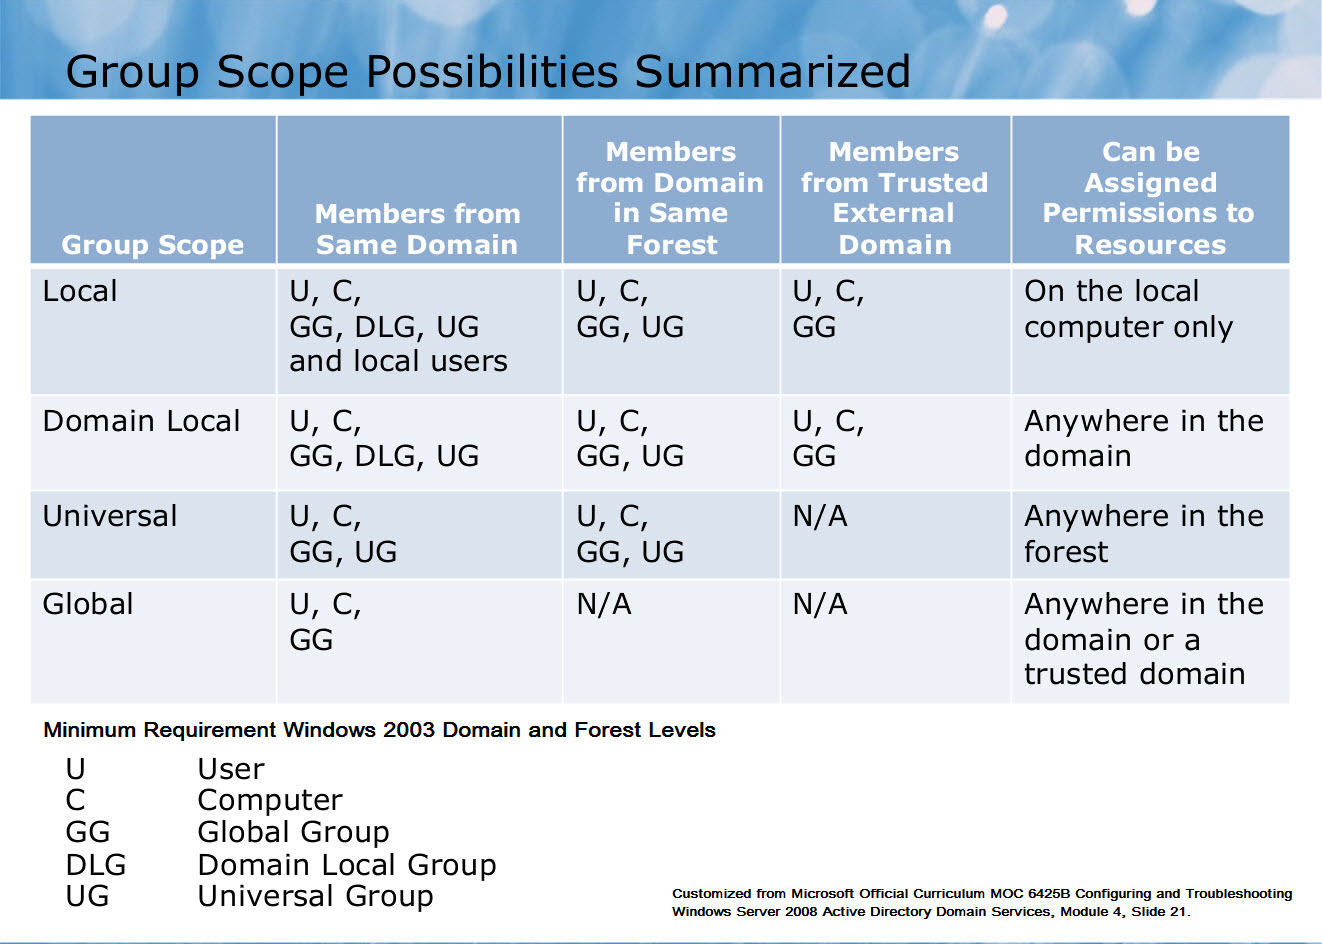 Group Scope Possibilities Summarized
Group Scope
Members from
Same Domain
Members
from Domain
in Same
Forest
Members
from Trusted
External
Domain
Can be
Assigned
Permissions to
Resources
Local
U, C,
GG, DLG, UG
and local users
U, C,
GG, UG
U, C,
GG
On the local
computer only
Domain Local
U, C,
GG, DLG, UG
U, C,
GG, UG
U, C,
GG
Anywhere in the
domain
Universal
U, C,
GG, UG
U, C,
GG, UG
N/A
Anywhere in the
forest
Global
U, C,
GG
N/A
N/A
Anywhere in the
domain or a
trusted domain
Minimum Requirement Windows 2003 Domain and Forest Levels
U User
C Computer
GG Global Group
DLG Domain Local Group
UG Universal Group
Customized from Microsoft Official Curriculum MOC 6425B Configuring and Troubleshooting
Windows Server 2008 Active Directory Domain Services, Module 4, Slide 21.